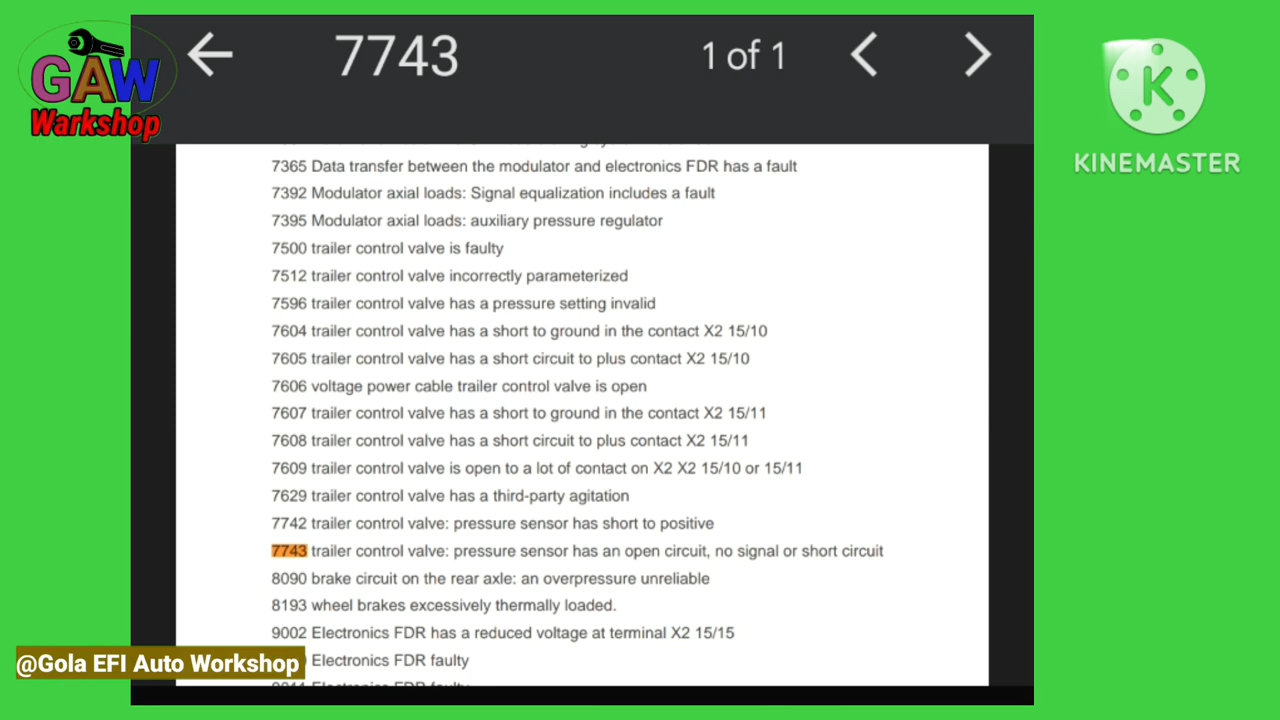 GAW
Warkshop
7743
1 of 1
K
KINEMASTER
7365 Data transfer between the modulator and electronics FDR has a fault
7392 Modulator axial loads: Signal equalization includes a fault
7395 Modulator axial loads: auxiliary pressure regulator
7500 trailer control valve is faulty
7512 trailer control valve incorrectly parameterized
7596 trailer control valve has a pressure setting invalid
7604 trailer control valve has a short to ground in the contact X2 15/10
7605 trailer control valve has a short circuit to plus contact X2 15/10
7606 voltage power cable trailer control valve is open
7607 trailer control valve has a short to ground in the contact X2 15/11
7608 trailer control valve has a short circuit to plus contact X2 15/11
7609 trailer control valve is open to a lot of contact on X2 X2 15/10 or 15/11
7629 trailer control valve has a third-party agitation
7742 trailer control valve: pressure sensor has short to positive
7743 trailer control valve: pressure sensor has an open circuit, no signal or short circuit
8090 brake circuit on the rear axle: an overpressure unreliable
8193 wheel brakes excessively thermally loaded.
9002 Electronics FDR has a reduced voltage at terminal X2 15/15
@Gola EFI Auto Workshop
Electronics FDR faulty
Electronics FDR faulty